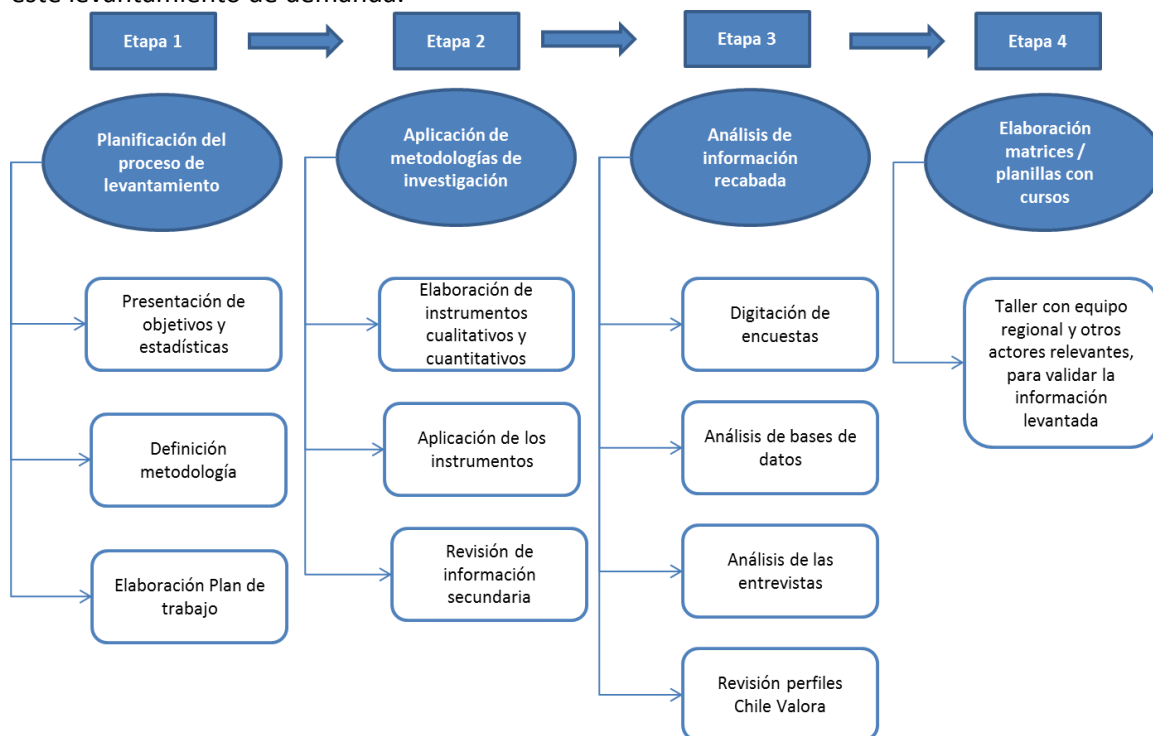 este levantamiento de demanda.
Etapa 1
Etapa 2
Etapa 3
Etapa 4
Planificación del
proceso de
levantamiento
Aplicación de
metodologías de
investigación
Análisis de
información
recabada
Elaboración
matrices /
planillas con
cursos
Presentación de
objetivos y
estadísticas
Elaboración de
instrumentos
cualitativos y
cuantitativos
Digitación de
encuestas
Taller con equipo
regional y otros
actores relevantes,
para validar la
información
levantada
Definición
metodología
Aplicación de los
instrumentos
Análisis de bases de
datos
Elaboración Plan de
trabajo
Revisión de
información
secundaria
Análisis de las
entrevistas
Revisión perfiles
Chile Valora